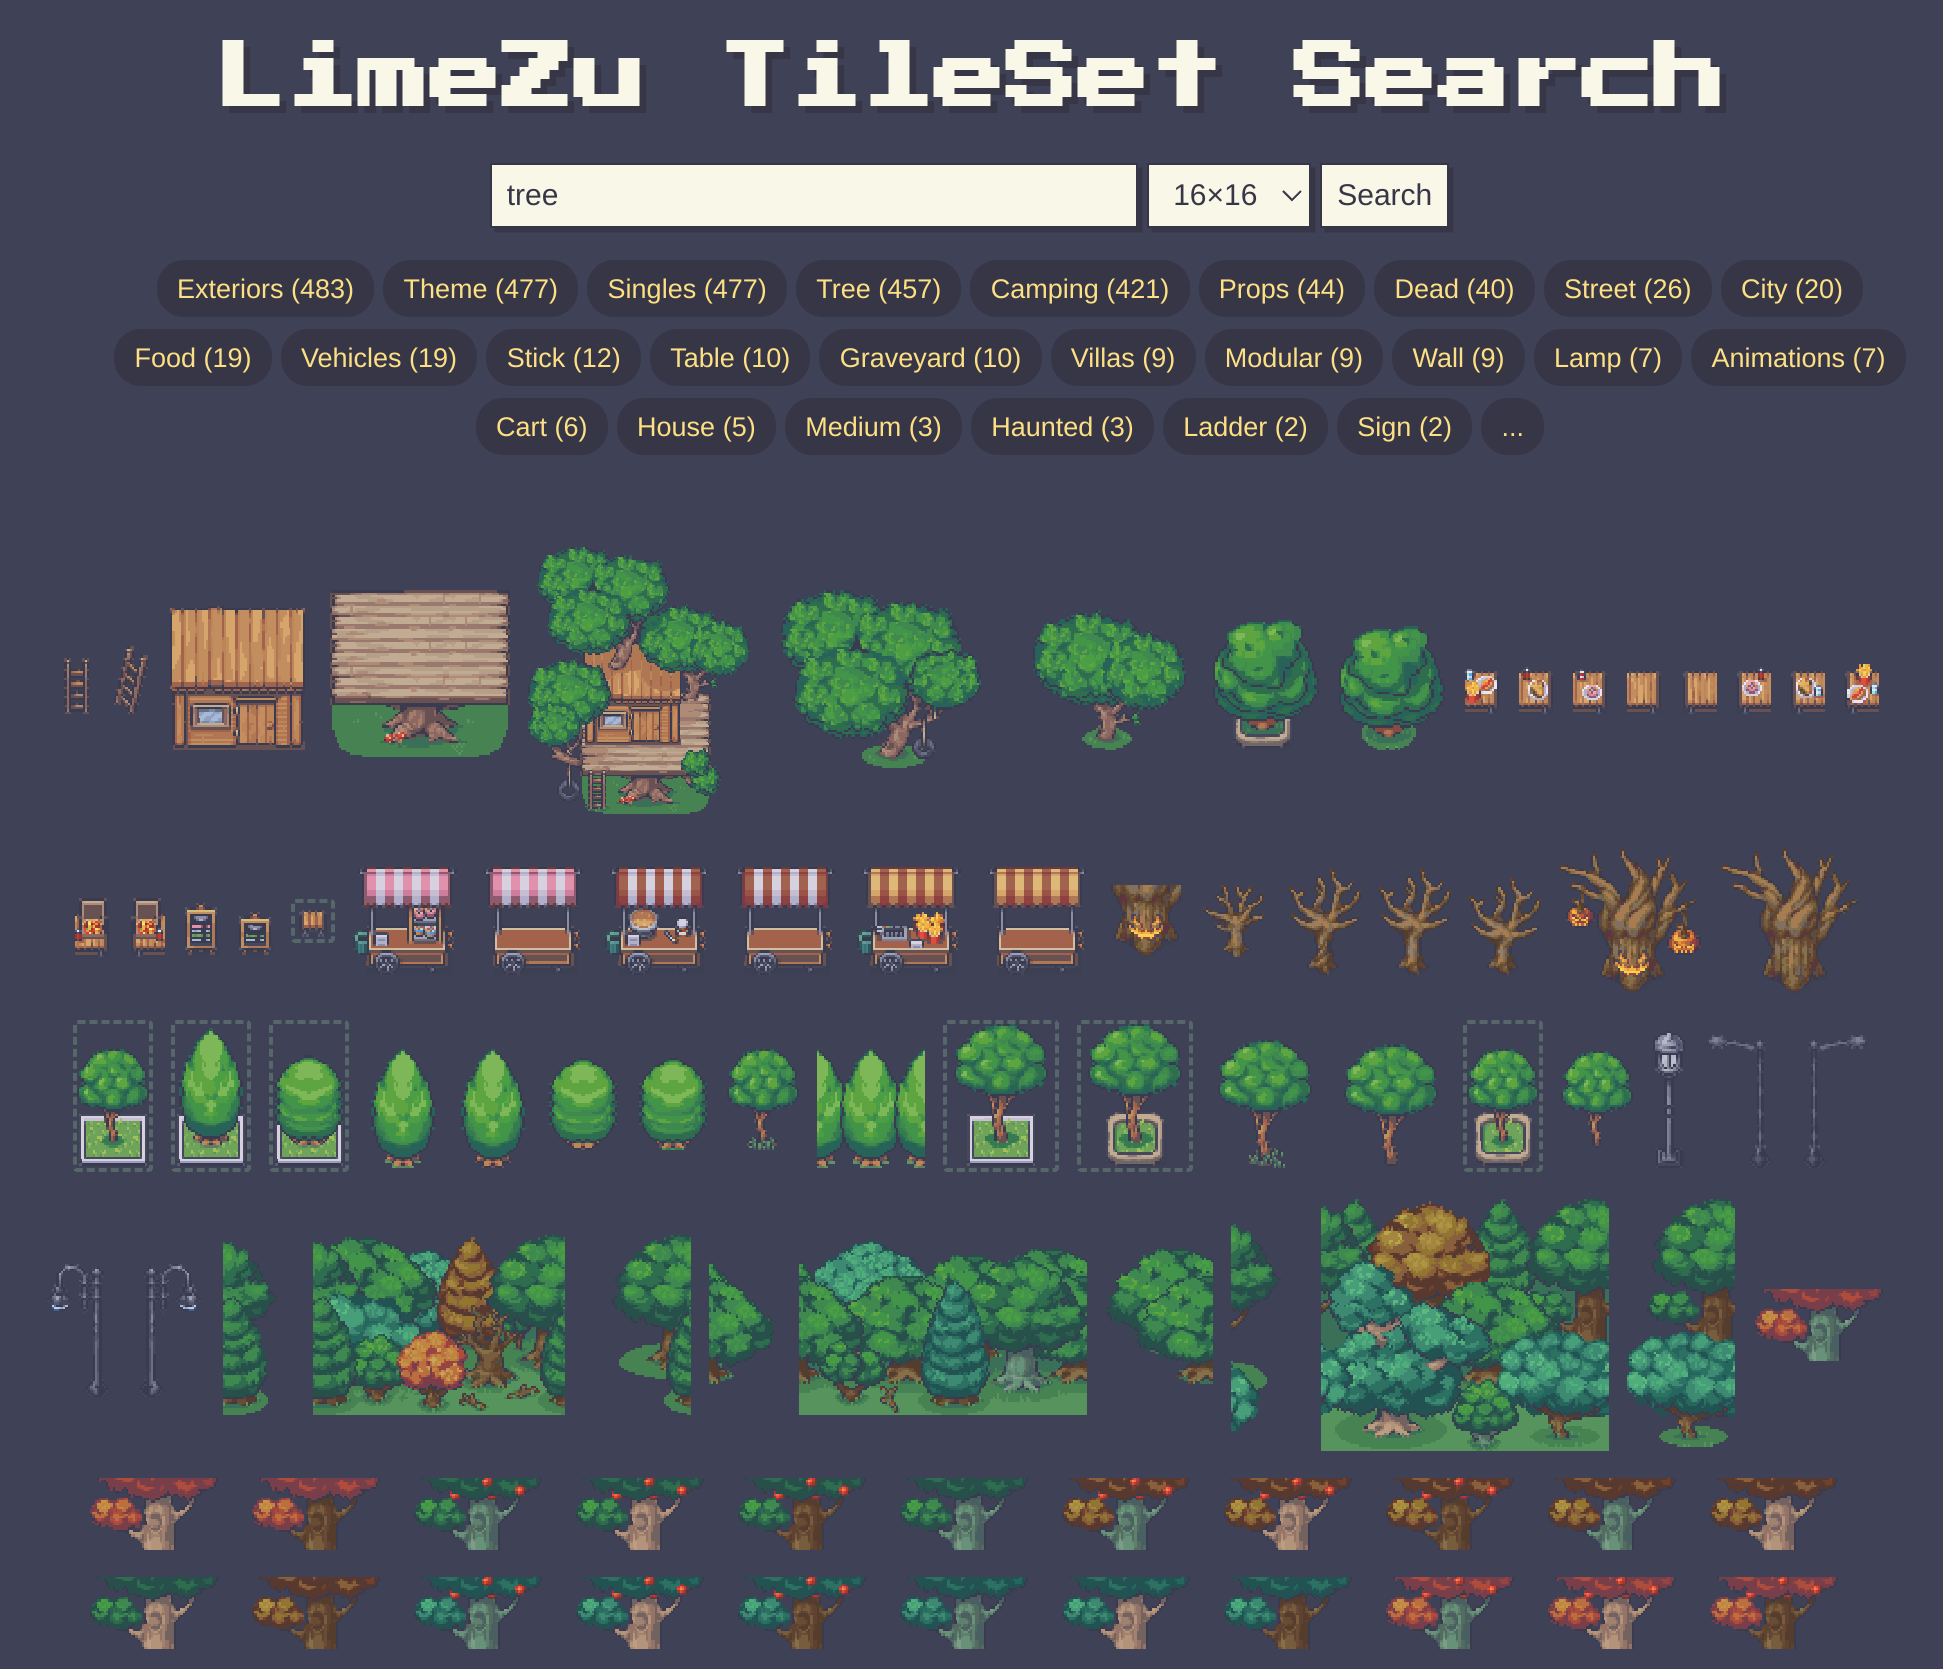 LimeZu TileSet Search
tree 16×16 Search
Exteriors (483) Theme (477) Singles (477) Tree (457) Camping (421) Props (44) Dead (40) Street (26) City (20)
Food (19) Vehicles (19) Stick (12) Table (10) Graveyard (10) Villas (9) Modular (9) Wall (9) Lamp (7) Animations (7)
Cart (6) House (5) Medium (3) Haunted (3) Ladder (2) Sign (2) ...